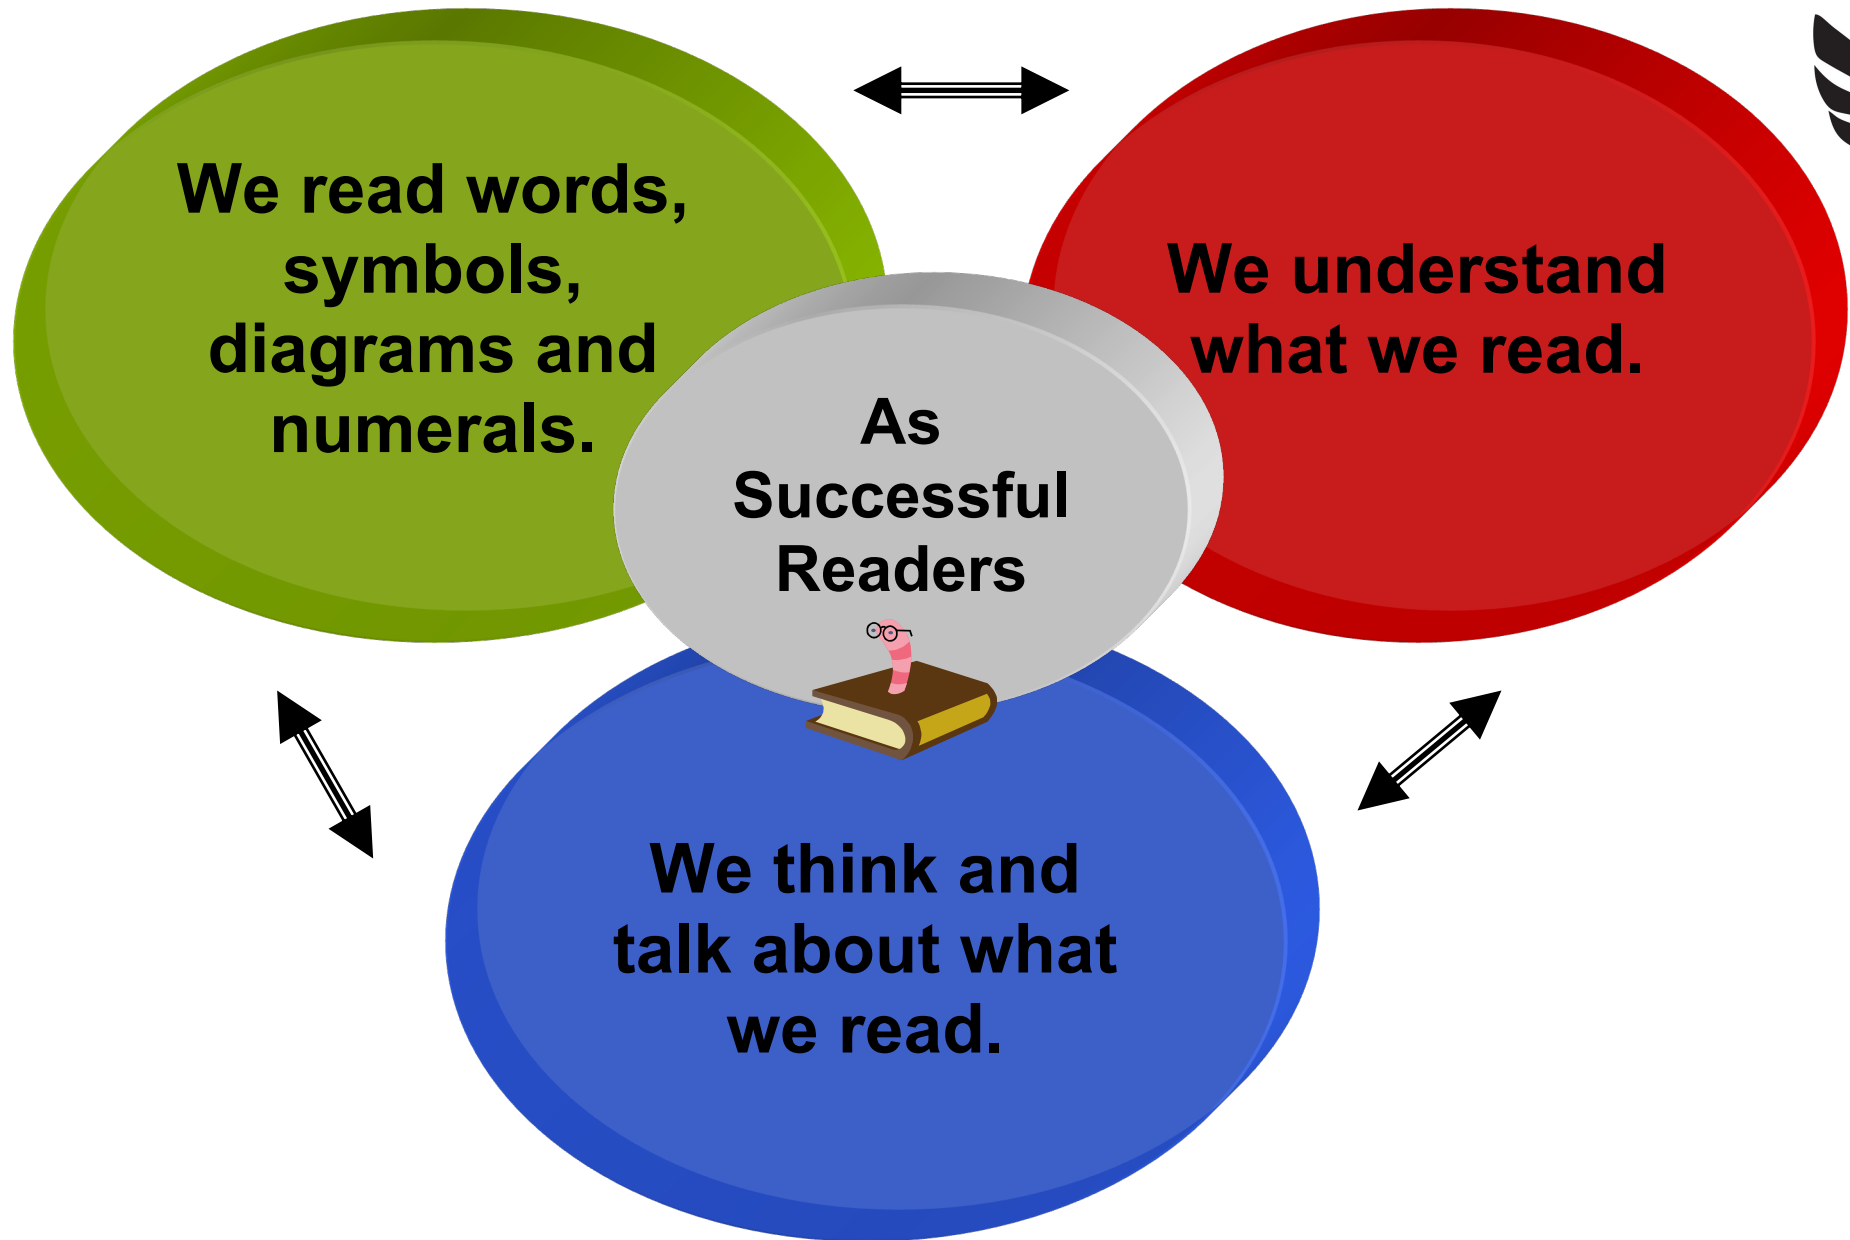 We read words,
symbols,
diagrams and
numerals.
We understand
what we read.
As
Successful
Readers
We think and
talk about what
we read.